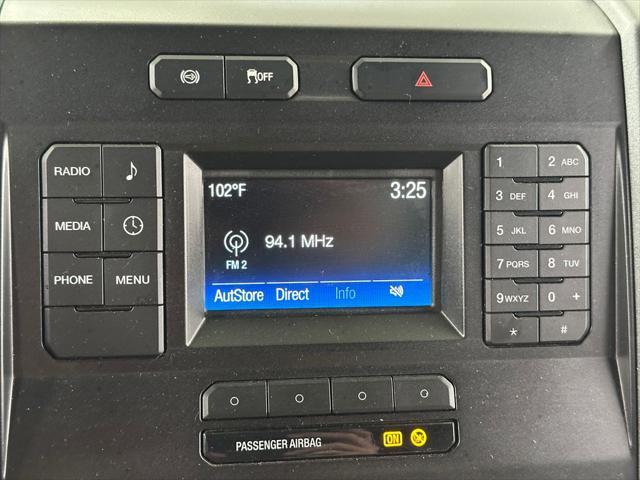 OFF
RADIO
MEDIA
PHONE MENU
102°F 3:25
94.1 MHz
FM 2
AutStore Direct Info
1 2 ABC
3 DEF 4 GHI
5 JKL 6 MNO
7 PQRS 8 TUV
9 WXYZ 0 +
* #
PASSENGER AIRBAG ON